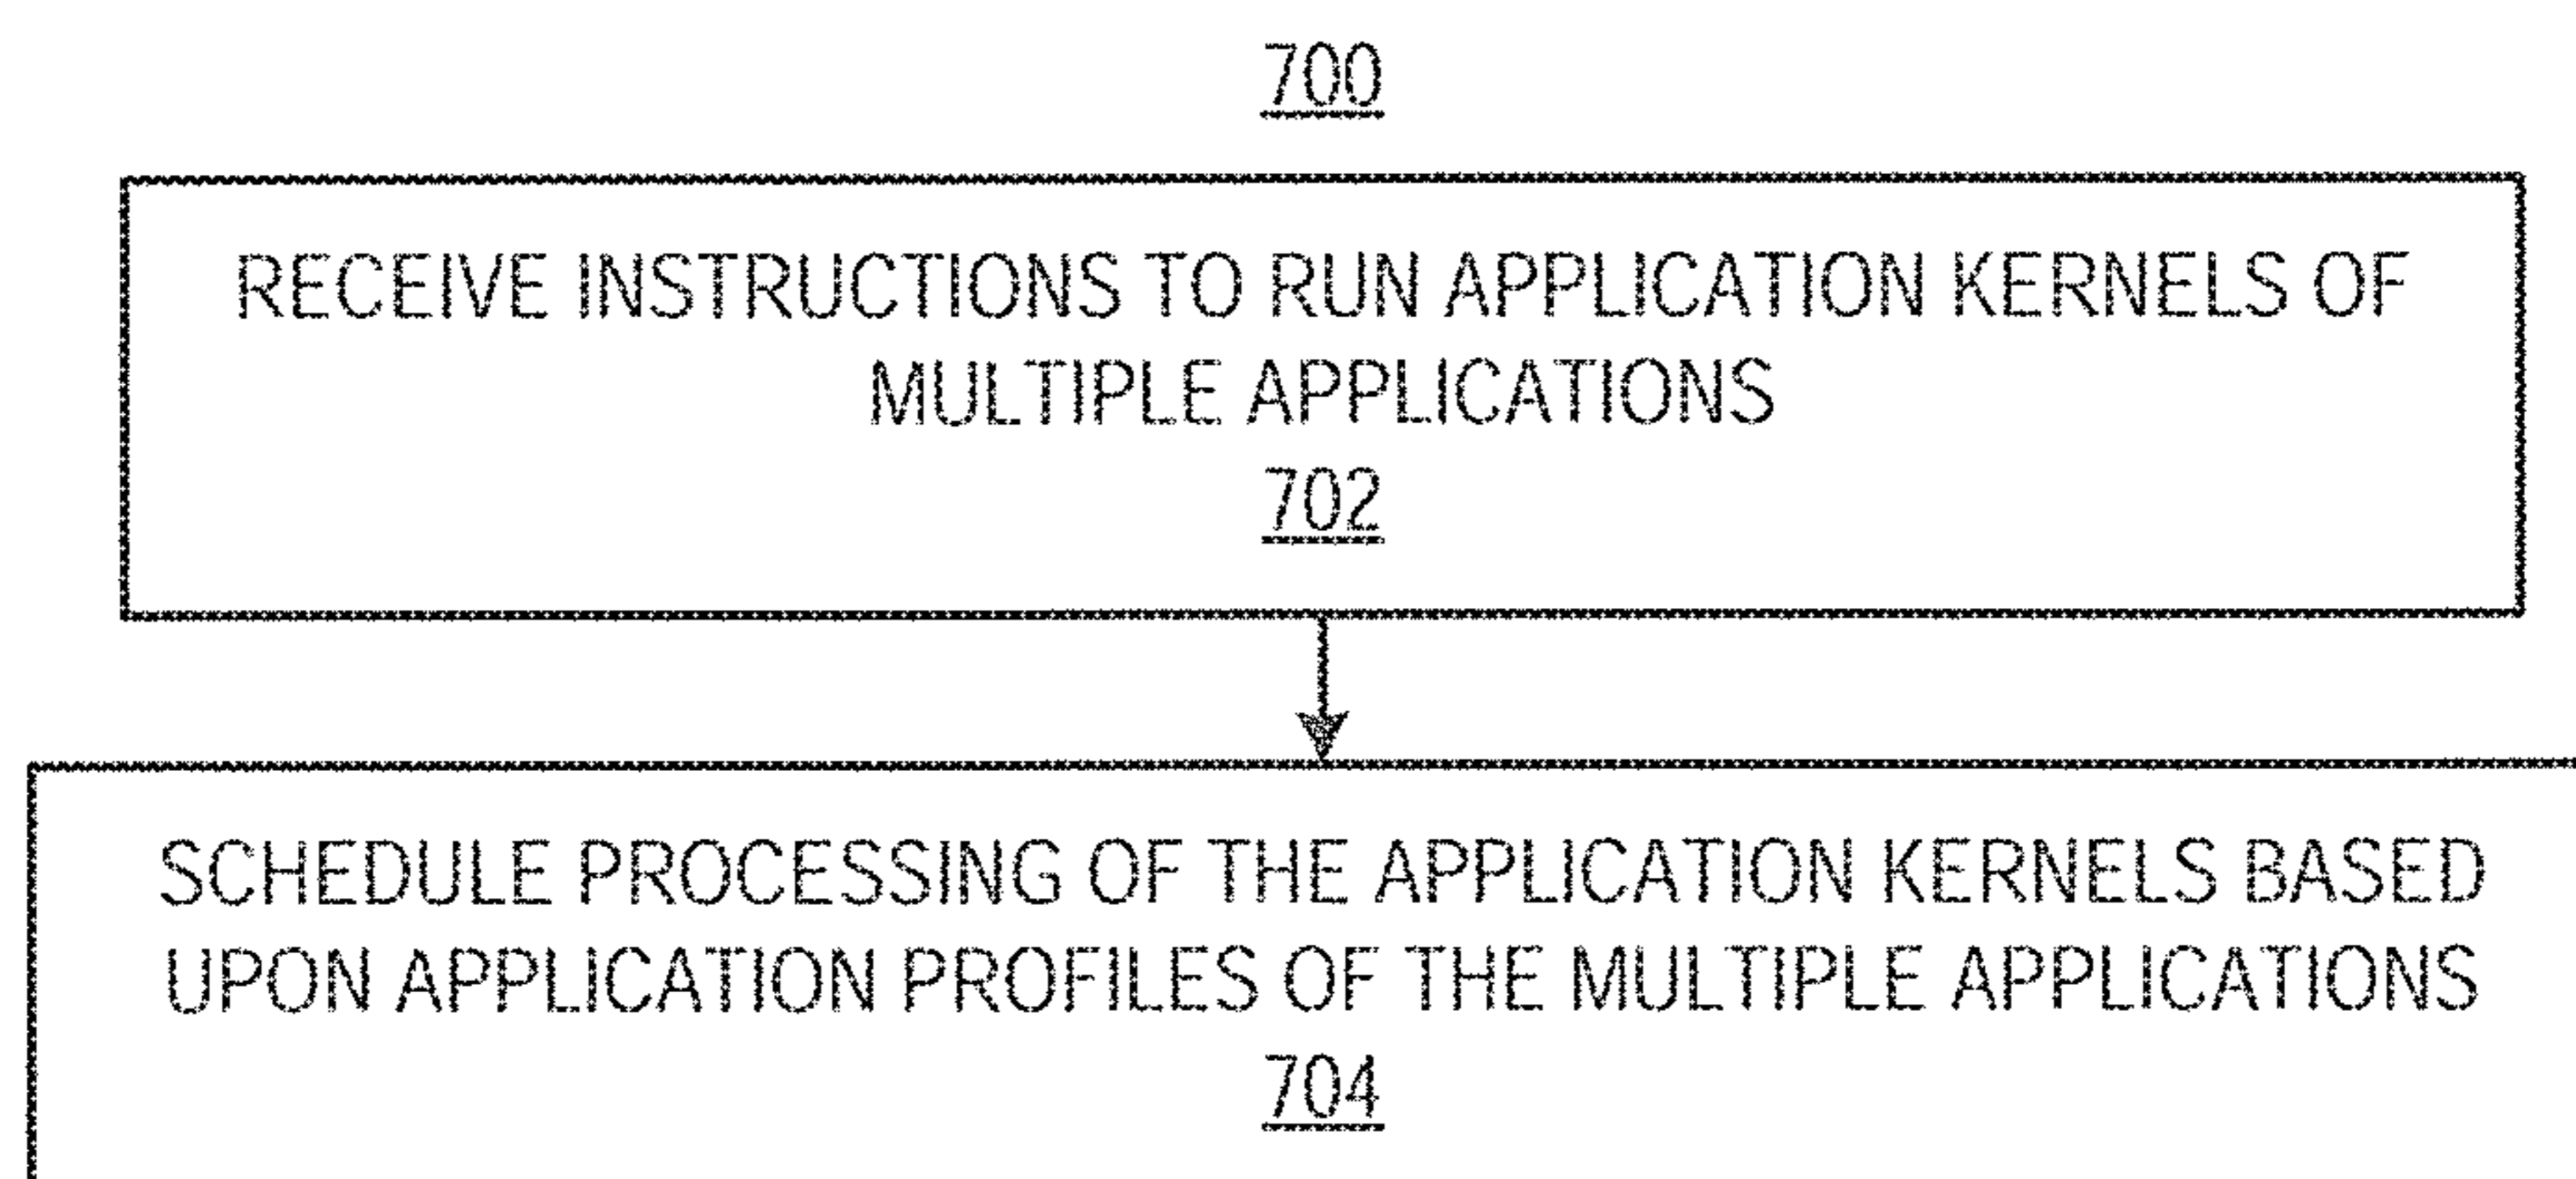 700
RECEIVE INSTRUCTIONS TO RUN APPLICATION KERNELS OF
MULTIPLE APPLICATIONS
702
SCHEDULE PROCESSING OF THE APPLICATION KERNELS BASED
UPON APPLICATION PROFILES OF THE MULTIPLE APPLICATIONS
704